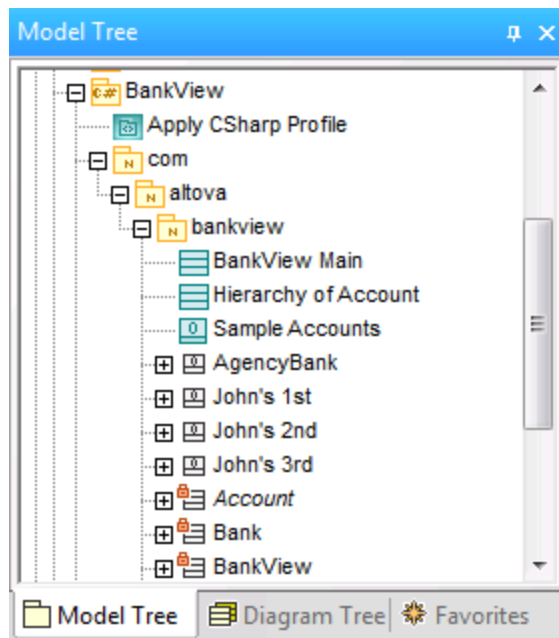 Model Tree
BankView
Apply CSharp Profile
com
altova
bankview
BankView Main
Hierarchy of Account
Sample Accounts
AgencyBank
John's 1st
John's 2nd
John's 3rd
Account
Bank
BankView
Model Tree Diagram Tree Favorites